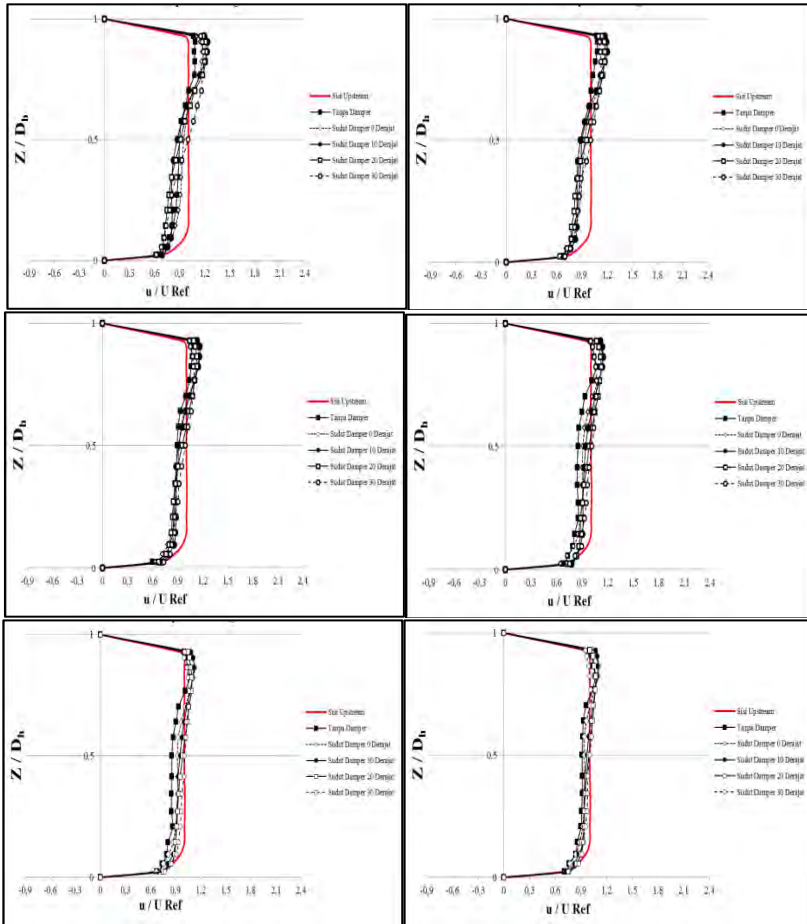 1
Z / Dh
0,5
0
-0,9 -0,6 -0,3 0 0,3 0,6 0,9 1,2 1,5 1,8 2,1 2,4
u / U Ref
Sisi Upstream
Tanpa Damper
Sudut Damper 0 Derajat
Sudut Damper 10 Derajat
Sudut Damper 20 Derajat
Sudut Damper 30 Derajat
1
Z / Dh
0,5
0
-0,9 -0,6 -0,3 0 0,3 0,6 0,9 1,2 1,5 1,8 2,1 2,4
u / U Ref
Sisi Upstream
Tanpa Damper
Sudut Damper 0 Derajat
Sudut Damper 10 Derajat
Sudut Damper 20 Derajat
Sudut Damper 30 Derajat
1
Z / Dh
0,5
0
-0,9 -0,6 -0,3 0 0,3 0,6 0,9 1,2 1,5 1,8 2,1 2,4
u / U Ref
Sisi Upstream
Tanpa Damper
Sudut Damper 0 Derajat
Sudut Damper 10 Derajat
Sudut Damper 20 Derajat
Sudut Damper 30 Derajat
1
Z / Dh
0,5
0
-0,9 -0,6 -0,3 0 0,3 0,6 0,9 1,2 1,5 1,8 2,1 2,4
u / U Ref
Sisi Upstream
Tanpa Damper
Sudut Damper 0 Derajat
Sudut Damper 10 Derajat
Sudut Damper 20 Derajat
Sudut Damper 30 Derajat
1
Z / Dh
0,5
0
-0,9 -0,6 -0,3 0 0,3 0,6 0,9 1,2 1,5 1,8 2,1 2,4
u / U Ref
Sisi Upstream
Tanpa Damper
Sudut Damper 0 Derajat
Sudut Damper 10 Derajat
Sudut Damper 20 Derajat
Sudut Damper 30 Derajat
1
Z / Dh
0,5
0
-0,9 -0,6 -0,3 0 0,3 0,6 0,9 1,2 1,5 1,8 2,1 2,4
u / U Ref
Sisi Upstream
Tanpa Damper
Sudut Damper 0 Derajat
Sudut Damper 10 Derajat
Sudut Damper 20 Derajat
Sudut Damper 30 Derajat